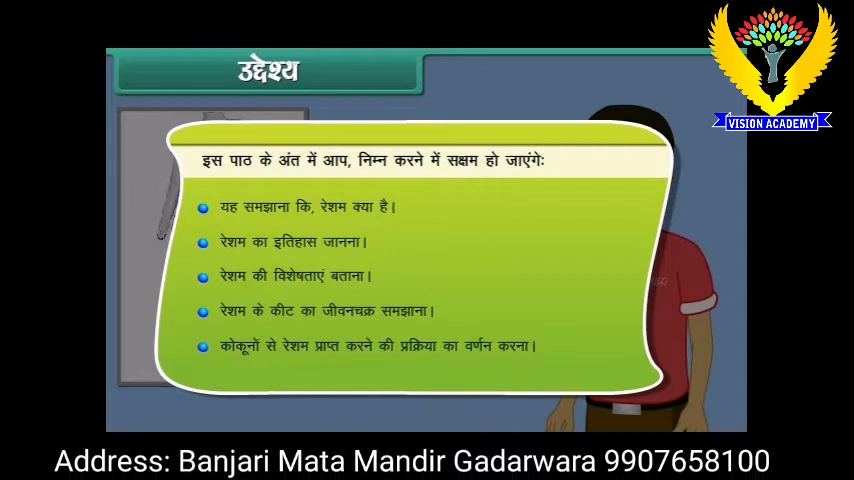 उद्देश्य
VISION ACADEMY
इस पाठ के अंत में आप, निम्न करने में सक्षम हो जाएंगेः
यह समझाना कि, रेशम क्या है।
रेशम का इतिहास जानना।
रेशम की विशेषताएं बताना।
रेशम के कीट का जीवनचक्र समझाना।
कोकूनों से रेशम प्राप्त करने की प्रक्रिया का वर्णन करना।
Address: Banjari Mata Mandir Gadarwara 9907658100